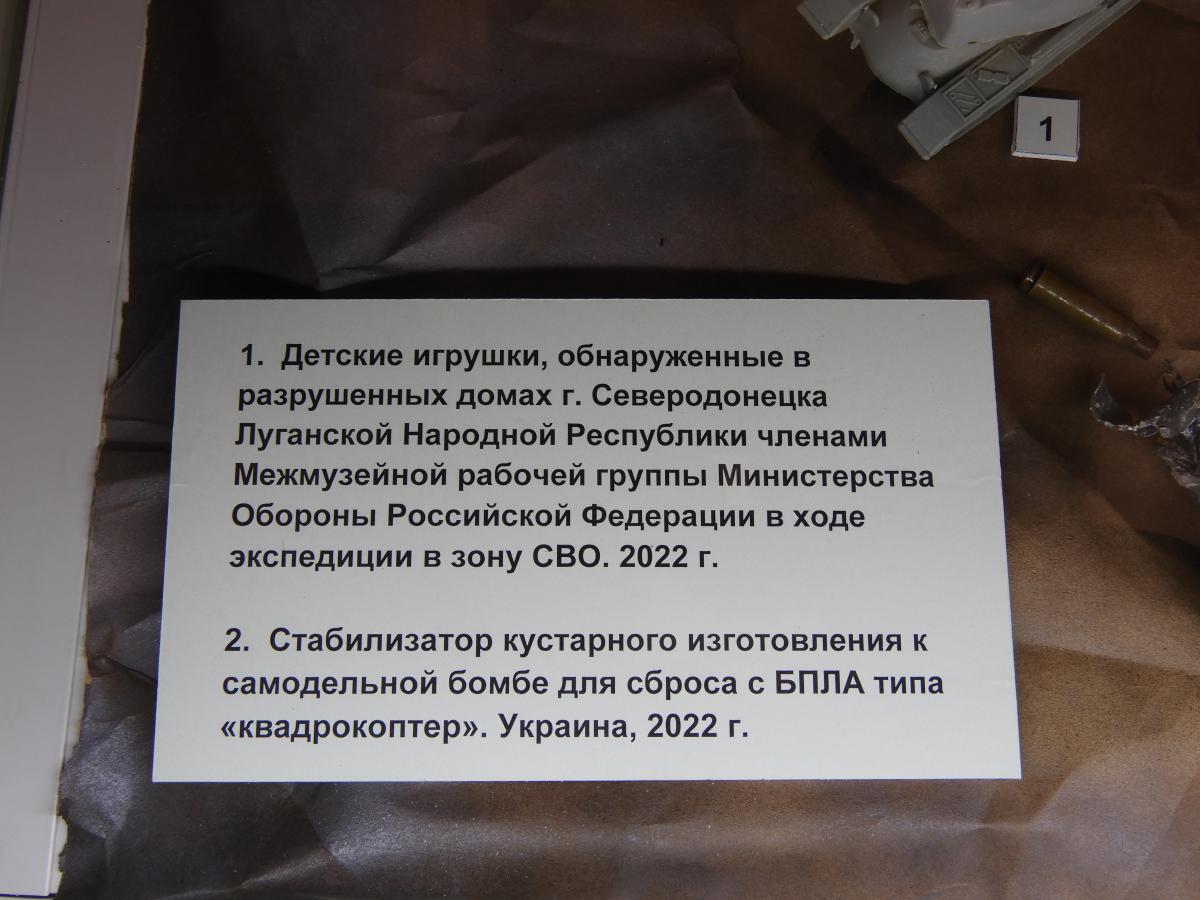 1
1. Детские игрушки, обнаруженные в
разрушенных домах г. Северодонецка
Луганской Народной Республики членами
Межмузейной рабочей группы Министерства
Обороны Российской Федерации в ходе
экспедиции в зону СВО. 2022 г.
2. Стабилизатор кустарного изготовления к
самодельной бомбе для сброса с БПЛА типа
«квадрокоптер». Украина, 2022 г.